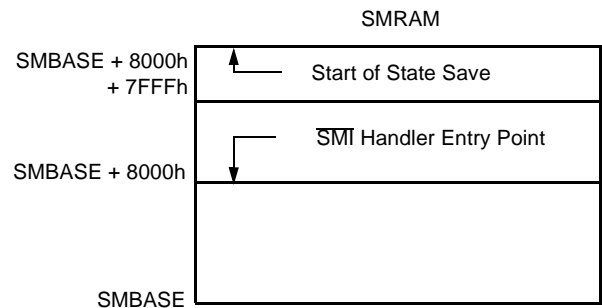 SMRAM
SMBASE + 8000h
+ 7FFFh
Start of State Save
SMI Handler Entry Point
SMBASE + 8000h
SMBASE